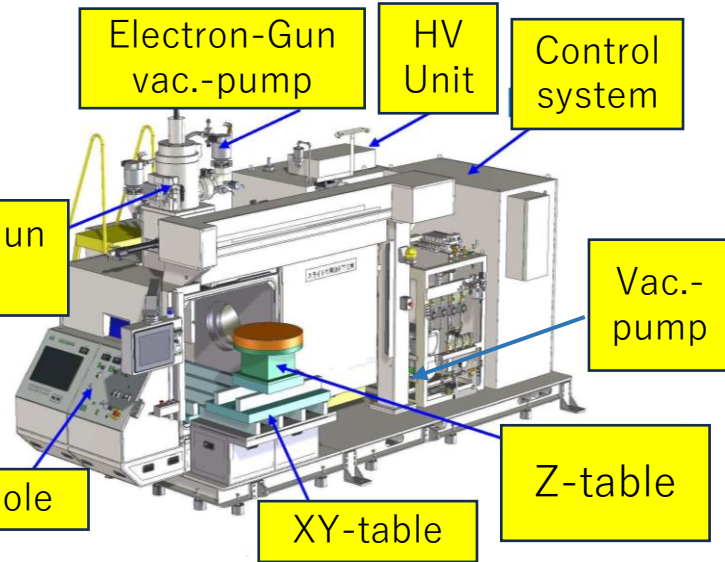 Electron-Gun
vac.-pump
HV
Unit
Control
system
un
Vac.-
pump
ole
XY-table
Z-table